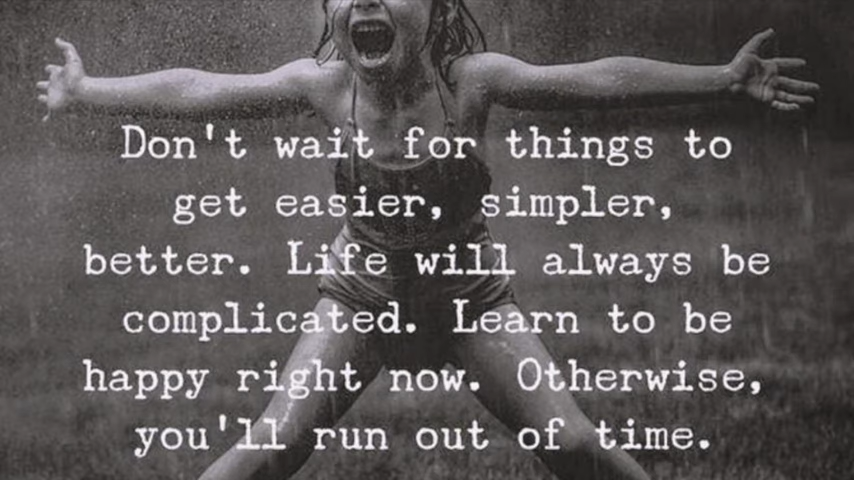 Don't wait for things to
get easier, simpler,
better. Life will always be
complicated. Learn to be
happy right now. Otherwise,
you'll run out of time.